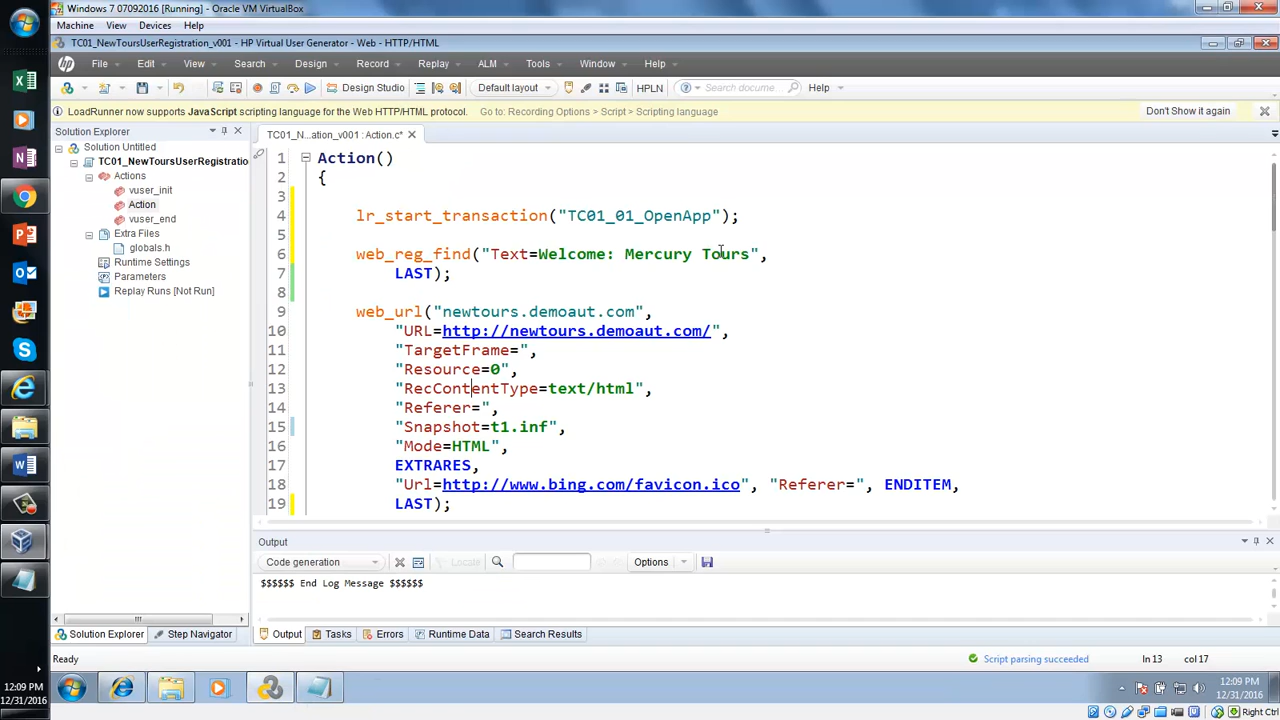 Windows 7 07092016 [Running] - Oracle VM VirtualBox
Machine View Devices Help
TC01_NewToursUserRegistration_v001 - HP Virtual User Generator - Web - HTTP/HTML
File Edit View Search Design Record Replay ALM Tools Window Help
Design Studio Default layout HPLN Search docume Help
LoadRunner now supports JavaScript scripting language for the Web HTTP/HTML protocol. Go to: Recording Options > Script > Scripting language Don't Show it again
Solution Explorer
TC01_N...ation_v001 : Action.c*
Solution Untitled
TC01_NewToursUserRegistratio
Actions
vuser_init
Action
vuser_end
Extra Files
globals.h
Runtime Settings
Parameters
Replay Runs [Not Run]
1 Action()
2 {
3
4 lr_start_transaction("TC01_01_OpenApp");
5
6 web_reg_find("Text=Welcome: Mercury Tours",
7 LAST);
8
9 web_url("newtours.demoaut.com",
10 "URL=http://newtours.demoaut.com/",
11 "TargetFrame=",
12 "Resource=0",
13 "RecContentType=text/html",
14 "Referer=",
15 "Snapshot=t1.inf",
16 "Mode=HTML",
17 EXTRARES,
18 "Url=http://www.bing.com/favicon.ico", "Referer=", ENDITEM,
19 LAST);
Output
Code generation Locate Options
$$$$$$ End Log Message $$$$$$
Solution Explorer Step Navigator
Output Tasks Errors Runtime Data Search Results
Ready Script parsing succeeded ln 13 col 17
12:09 PM
12/31/2016
12:09 PM
12/31/2016
Right Ctrl